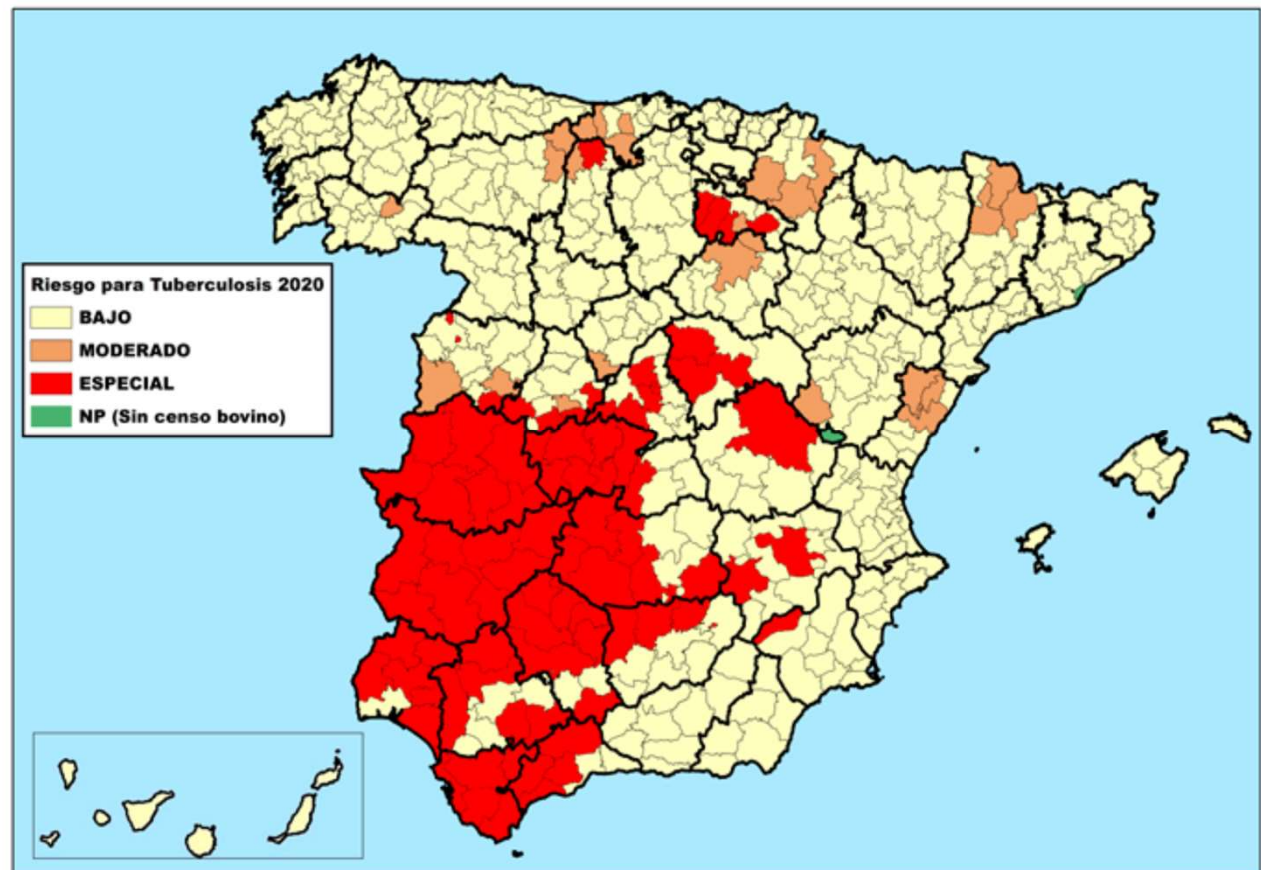 Riesgo para Tuberculosis 2020
BAJO
MODERADO
ESPECIAL
NP (Sin censo bovino)